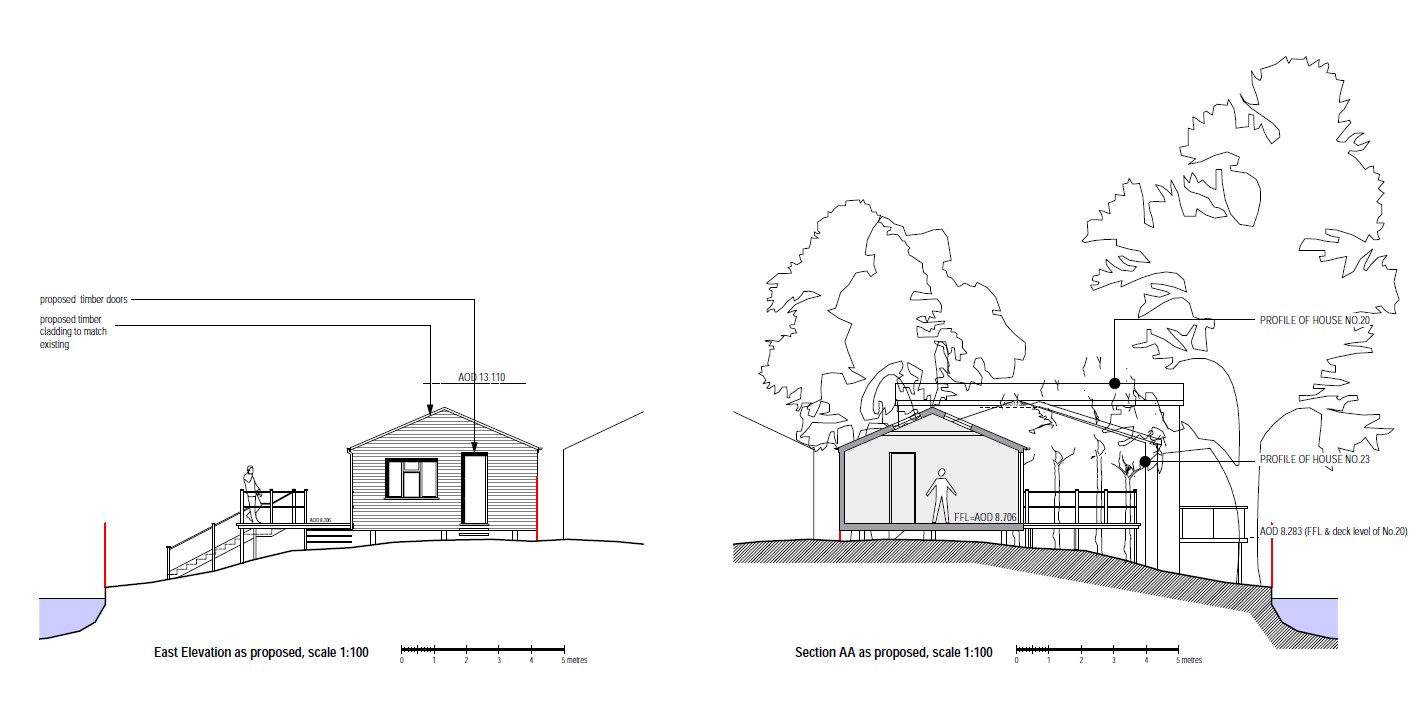 proposed timber doors
proposed timber
cladding to match
existing
AOD 13.110
AOD 8.706
East Elevation as proposed, scale 1:100
0 1 2 3 4 5 metres
PROFILE OF HOUSE NO.20
PROFILE OF HOUSE NO.23
FFL=AOD 8.706
AOD 8.283 (FFL & deck level of No.20)
Section AA as proposed, scale 1:100
0 1 2 3 4 5 metres